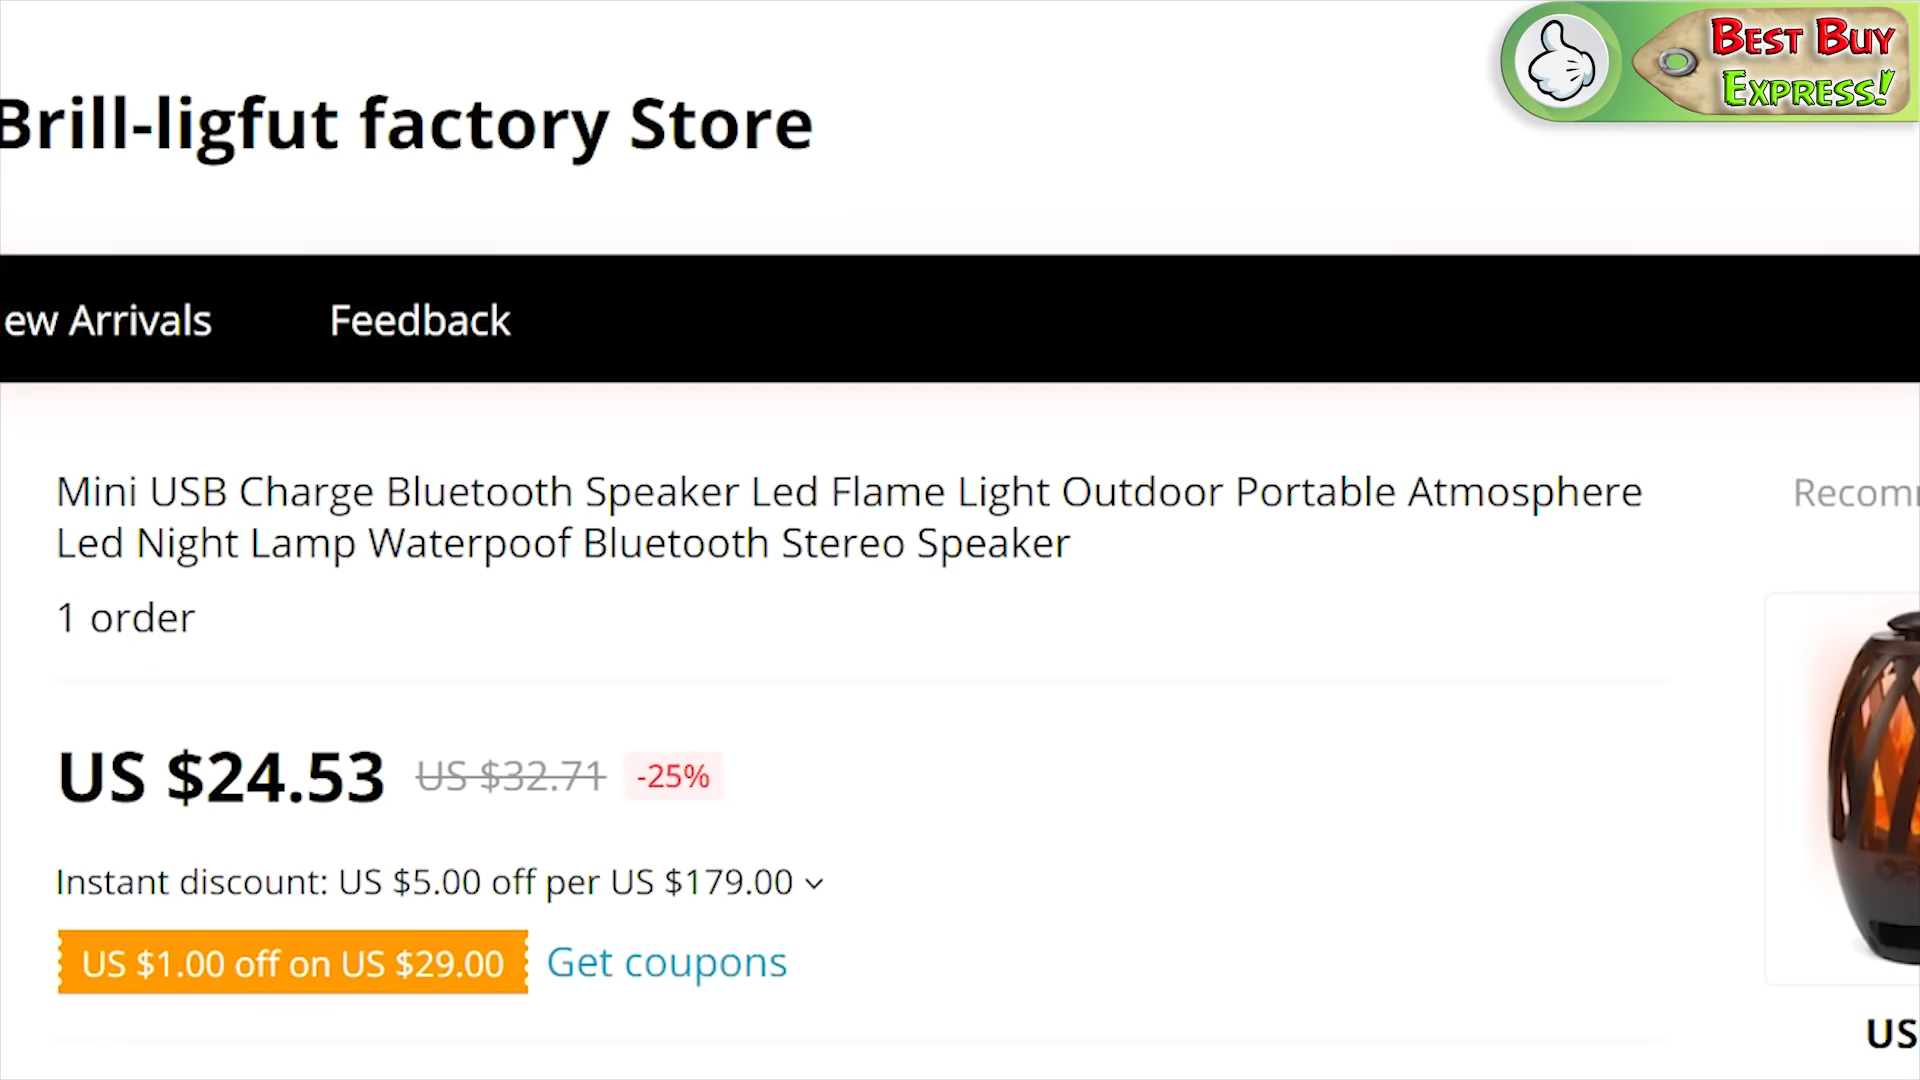 BEST BUY
EXPRESS!
Brill-ligfut factory Store
ew Arrivals Feedback
Mini USB Charge Bluetooth Speaker Led Flame Light Outdoor Portable Atmosphere
Led Night Lamp Waterpoof Bluetooth Stereo Speaker
Recom
1 order
US $24.53 US $32.71 -25%
Instant discount: US $5.00 off per US $179.00
US $1.00 off on US $29.00 Get coupons
US